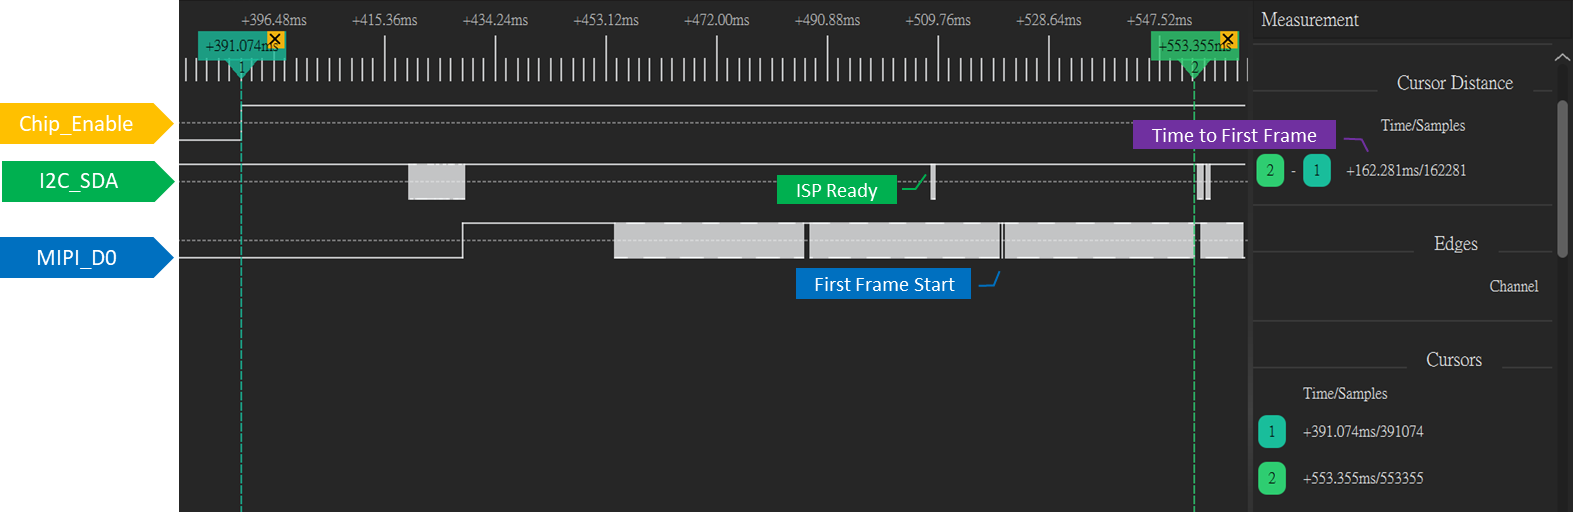 +396.48ms +415.36ms +434.24ms +453.12ms +472.00ms +490.88ms +509.76ms +528.64ms +547.52ms
Measurement
+391.074ms
1
+553.355ms
2
Cursor Distance
Chip_Enable
Time/Samples
Time to First Frame
2 - 1 +162.281ms/162281
I2C_SDA
ISP Ready
Edges
MIPI_D0
First Frame Start
Channel
Cursors
Time/Samples
1 +391.074ms/391074
2 +553.355ms/553355